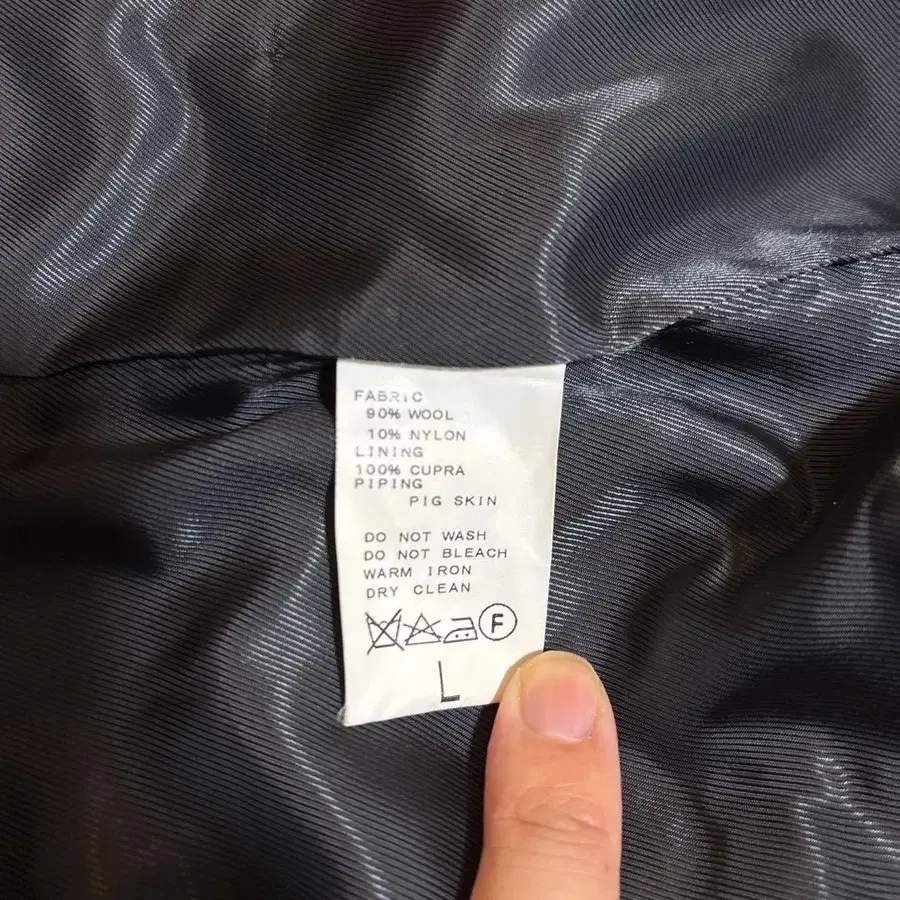 FABRIC
90% WOOL
10% NYLON
LINING
100% CUPRA
PIPING
PIG SKIN
DO NOT WASH
DO NOT BLEACH
WARM IRON
DRY CLEAN
F
L